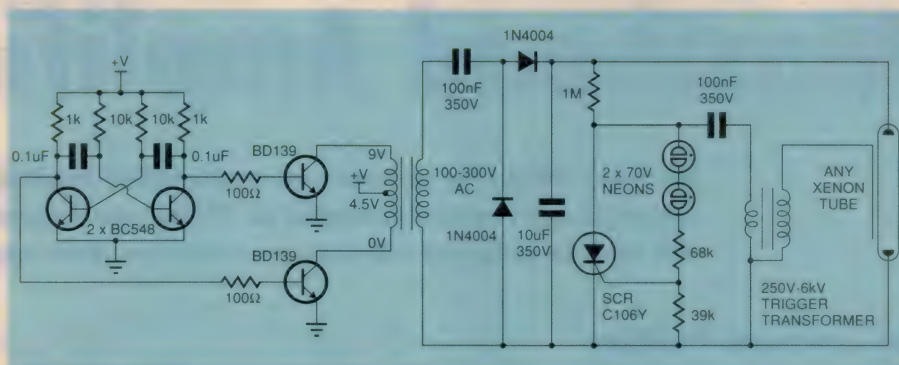 +V
1k
10k
10k
1k
0.1uF
0.1uF
2 x BC548
100Ω
BD139
100Ω
BD139
9V
+V
4.5V
0V
100nF
350V
1N4004
100-300V
AC
1N4004
10uF
350V
1M
2 x 70V
NEONS
68k
39k
SCR
C106Y
100nF
350V
250V-6kV
TRIGGER
TRANSFORMER
ANY
XENON
TUBE